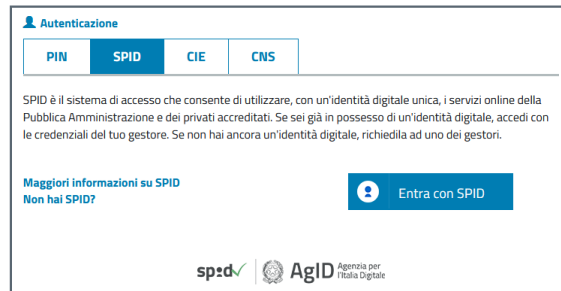 Autenticazione
PIN SPID CIE CNS
SPID è il sistema di accesso che consente di utilizzare, con un'identità digitale unica, i servizi online della
Pubblica Amministrazione e dei privati accreditati. Se sei già in possesso di un'identità digitale, accedi con
le credenziali del tuo gestore. Se non hai ancora un'identità digitale, richiedila ad uno dei gestori.
Maggiori informazioni su SPID
Non hai SPID?
Entra con SPID
spid AgID Agenzia per
l'Italia Digitale